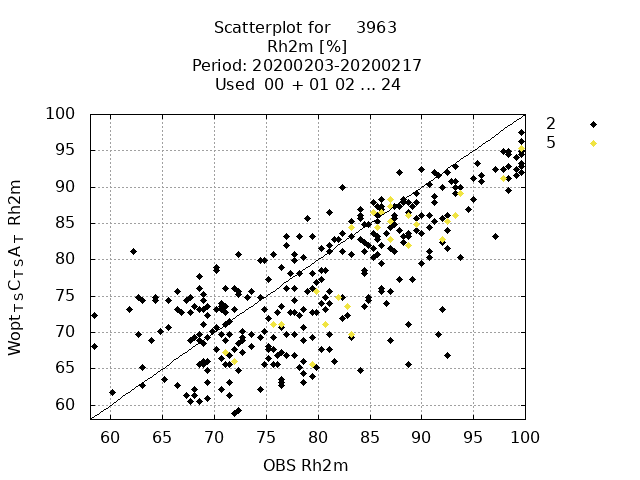 Scatterplot for 3963
Rh2m [%]
Period: 20200203-20200217
Used 00 + 01 02 ... 24
2
5
Wopt T S C T S A T Rh2m
100
95
90
85
80
75
70
65
60
60 65 70 75 80 85 90 95 100
OBS Rh2m